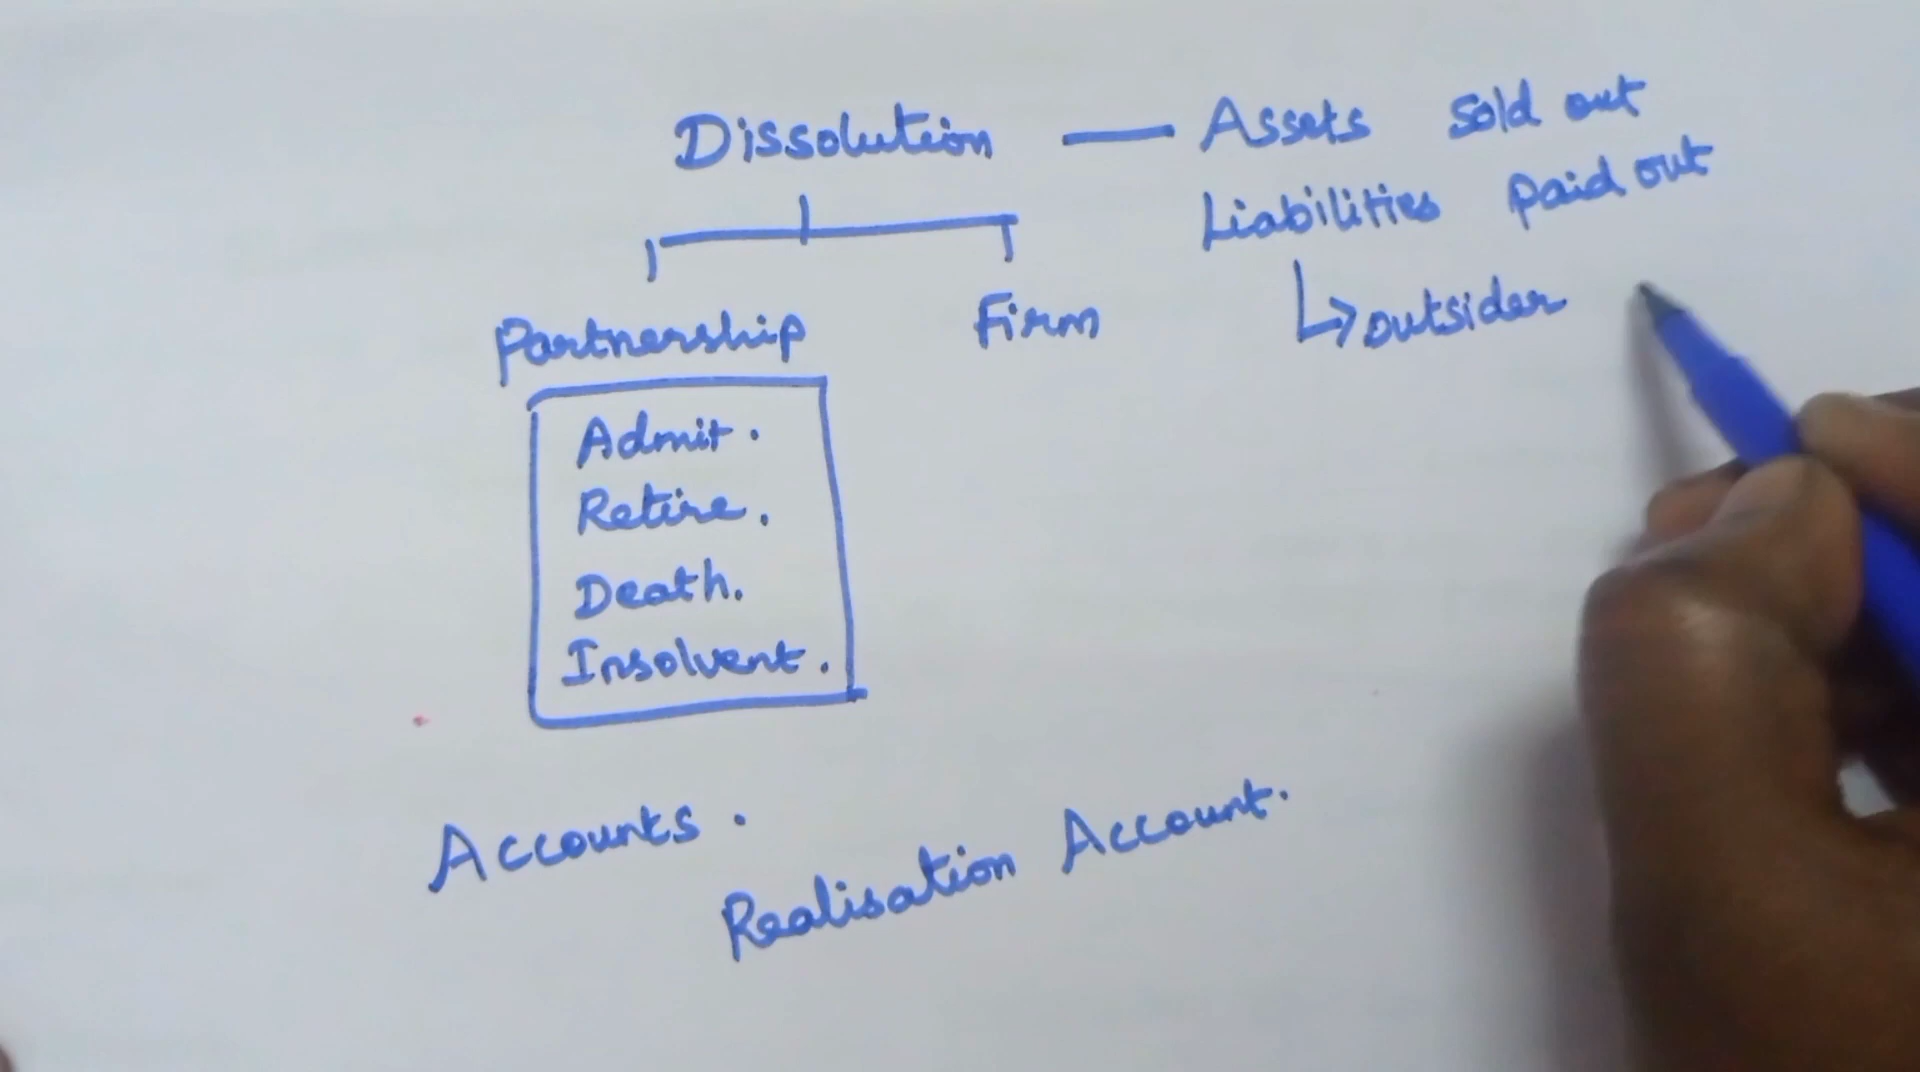 Dissolution — Assets sold out
Liabilities paid out
↳ outsider
Partnership Firm
Admit.
Retire.
Death.
Insolvent.
Accounts.
Realisation Account.